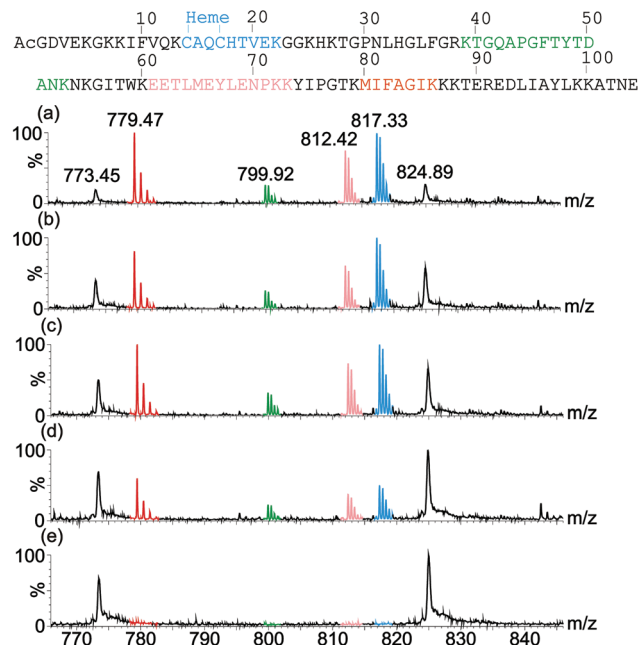 10 Heme 20 30 40 50
AcGDVEKGKKIFVQKCAQCHTVEKGGKHKTGPNLHGLFGRKTGQAPGFTYTD
60 70 80 90 100
ANKNKGITWKEETLMEYLENPKKYIPGTKMIFAGIKKKTEREDLIAYLKKATNE
(a)
779.47 812.42 817.33
773.45 799.92 824.89
100
%
0
m/z
(b)
100
%
0
m/z
(c)
100
%
0
m/z
(d)
100
%
0
m/z
(e)
100
%
0
m/z
770 780 790 800 810 820 830 840